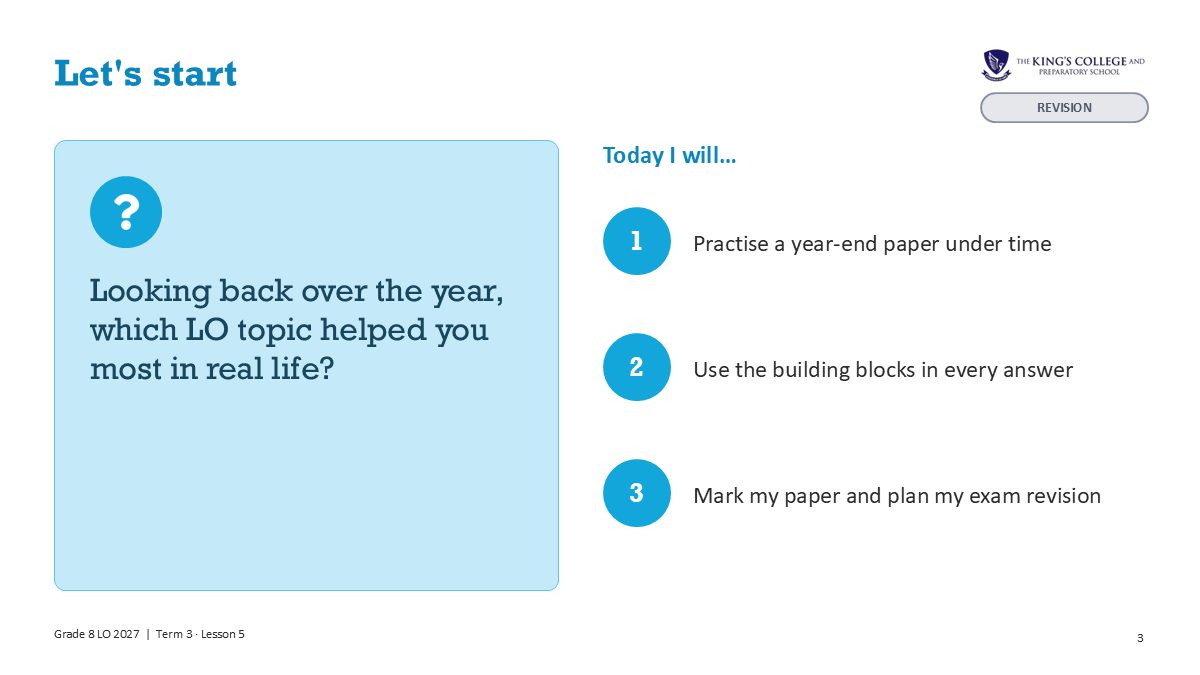 Let's start
THE KING'S COLLEGE AND
PREPARATORY SCHOOL
REVISION
?
Looking back over the year,
which LO topic helped you
most in real life?
Today I will...
1
Practise a year-end paper under time
2
Use the building blocks in every answer
3
Mark my paper and plan my exam revision
Grade 8 LO 2027 | Term 3 · Lesson 5
3